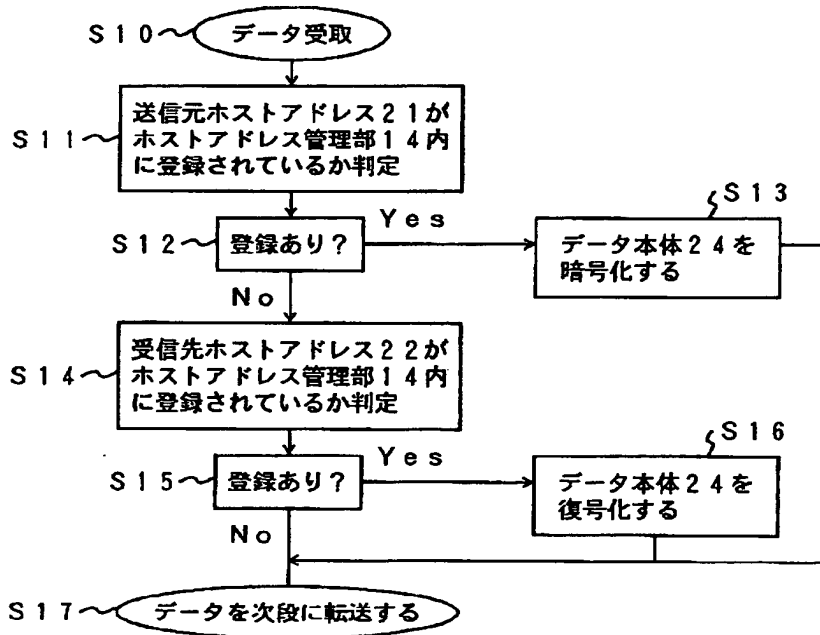 S10 データ受取
S11 送信元ホストアドレス21が
ホストアドレス管理部14内
に登録されているか判定
S12 登録あり? Yes
S13
データ本体24を
暗号化する
No
S14 受信先ホストアドレス22が
ホストアドレス管理部14内
に登録されているか判定
S15 登録あり? Yes
S16
データ本体24を
復号化する
No
S17 データを次段に転送する